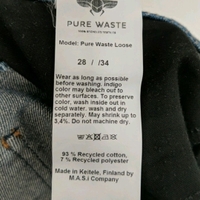 PURE WASTE
Model: Pure Waste Loose
28 / /34
Wear as long as possible
before washing. Indigo
color may bleach out to
other surfaces. To preserve
color, wash inside out in
cold water. wash and dry
separately. May shrink up to
3,4%. Do not machine dry.
93 % Recycled cotton,
7 % Recycled polyester
Made in Keitele, Finland by
M.A.S.I Company